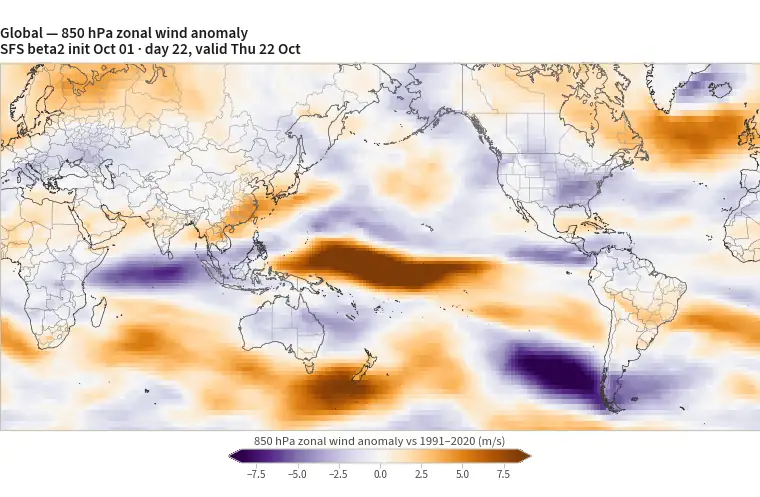 Global — 850 hPa zonal wind anomaly
SFS beta2 init Oct 01 · day 22, valid Thu 22 Oct
850 hPa zonal wind anomaly vs 1991–2020 (m/s)
−7.5 −5.0 −2.5 0.0 2.5 5.0 7.5